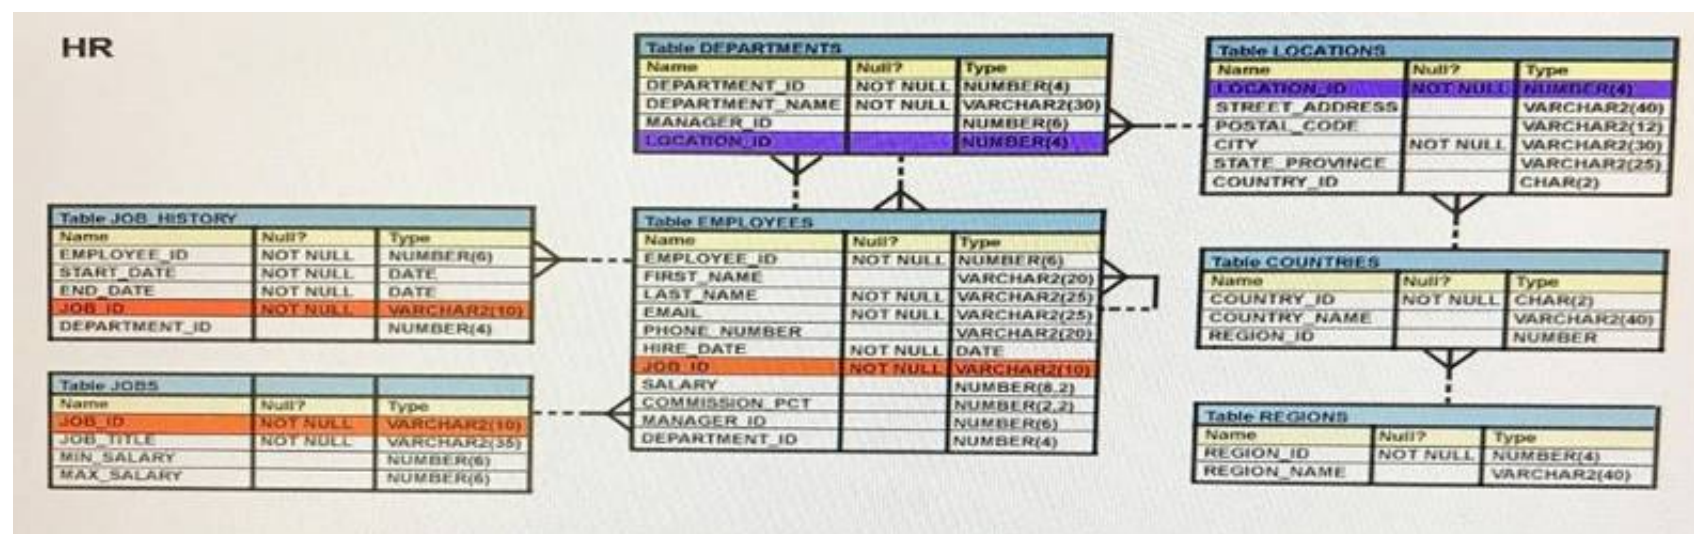 HR
Table DEPARTMENTS
Name Null? Type
DEPARTMENT_ID NOT NULL NUMBER(4)
DEPARTMENT_NAME NOT NULL VARCHAR2(30)
MANAGER_ID NUMBER(6)
LOCATION_ID NUMBER(4)
Table LOCATIONS
Name Null? Type
LOCATION_ID NOT NULL NUMBER(4)
STREET_ADDRESS VARCHAR2(40)
POSTAL_CODE VARCHAR2(12)
CITY NOT NULL VARCHAR2(30)
STATE_PROVINCE VARCHAR2(25)
COUNTRY_ID CHAR(2)
Table JOB_HISTORY
Name Null? Type
EMPLOYEE_ID NOT NULL NUMBER(6)
START_DATE NOT NULL DATE
END_DATE NOT NULL DATE
JOB_ID NOT NULL VARCHAR2(10)
DEPARTMENT_ID NUMBER(4)
Table EMPLOYEES
Name Null? Type
EMPLOYEE_ID NOT NULL NUMBER(6)
FIRST_NAME VARCHAR2(20)
LAST_NAME NOT NULL VARCHAR2(25)
EMAIL NOT NULL VARCHAR2(25)
PHONE_NUMBER VARCHAR2(20)
HIRE_DATE NOT NULL DATE
JOB_ID NOT NULL VARCHAR2(10)
SALARY NUMBER(8,2)
COMMISSION_PCT NUMBER(2,2)
MANAGER_ID NUMBER(6)
DEPARTMENT_ID NUMBER(4)
Table COUNTRIES
Name Null? Type
COUNTRY_ID NOT NULL CHAR(2)
COUNTRY_NAME VARCHAR2(40)
REGION_ID NUMBER
Table JOBS
Name Null? Type
JOB_ID NOT NULL VARCHAR2(10)
JOB_TITLE NOT NULL VARCHAR2(35)
MIN_SALARY NUMBER(6)
MAX_SALARY NUMBER(6)
Table REGIONS
Name Null? Type
REGION_ID NOT NULL NUMBER(4)
REGION_NAME VARCHAR2(40)